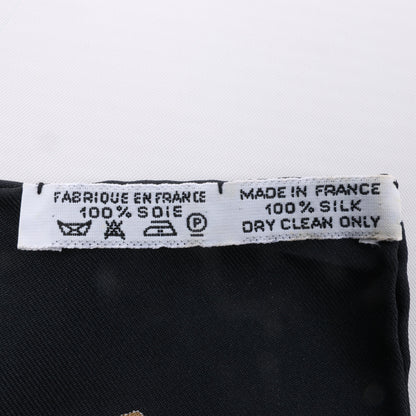 FABRIQUE EN FRANCE
100% SOIE
P
MADE IN FRANCE
100% SILK
DRY CLEAN ONLY